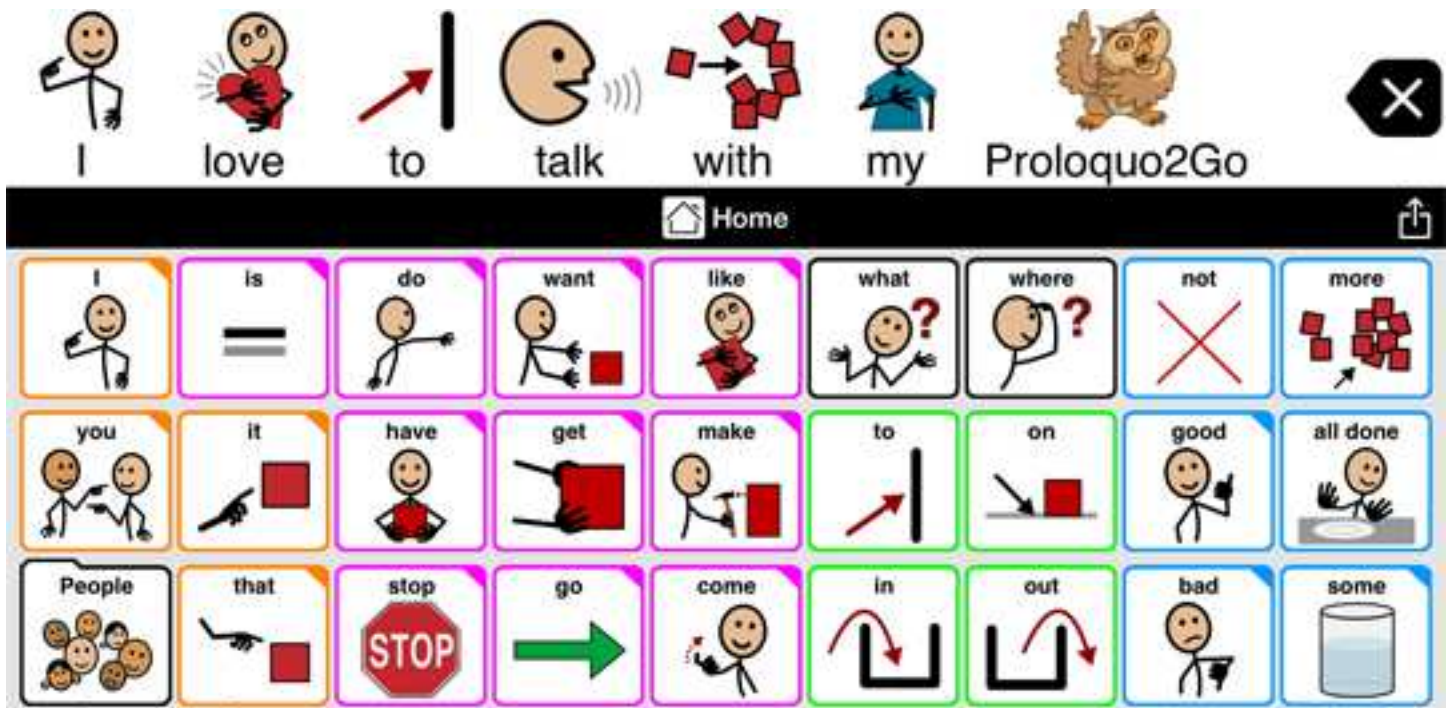 I love to talk with my Proloquo2Go
Home
I is do want like what where not more
you it have get make to on good all done
People that stop go come in out bad some
STOP